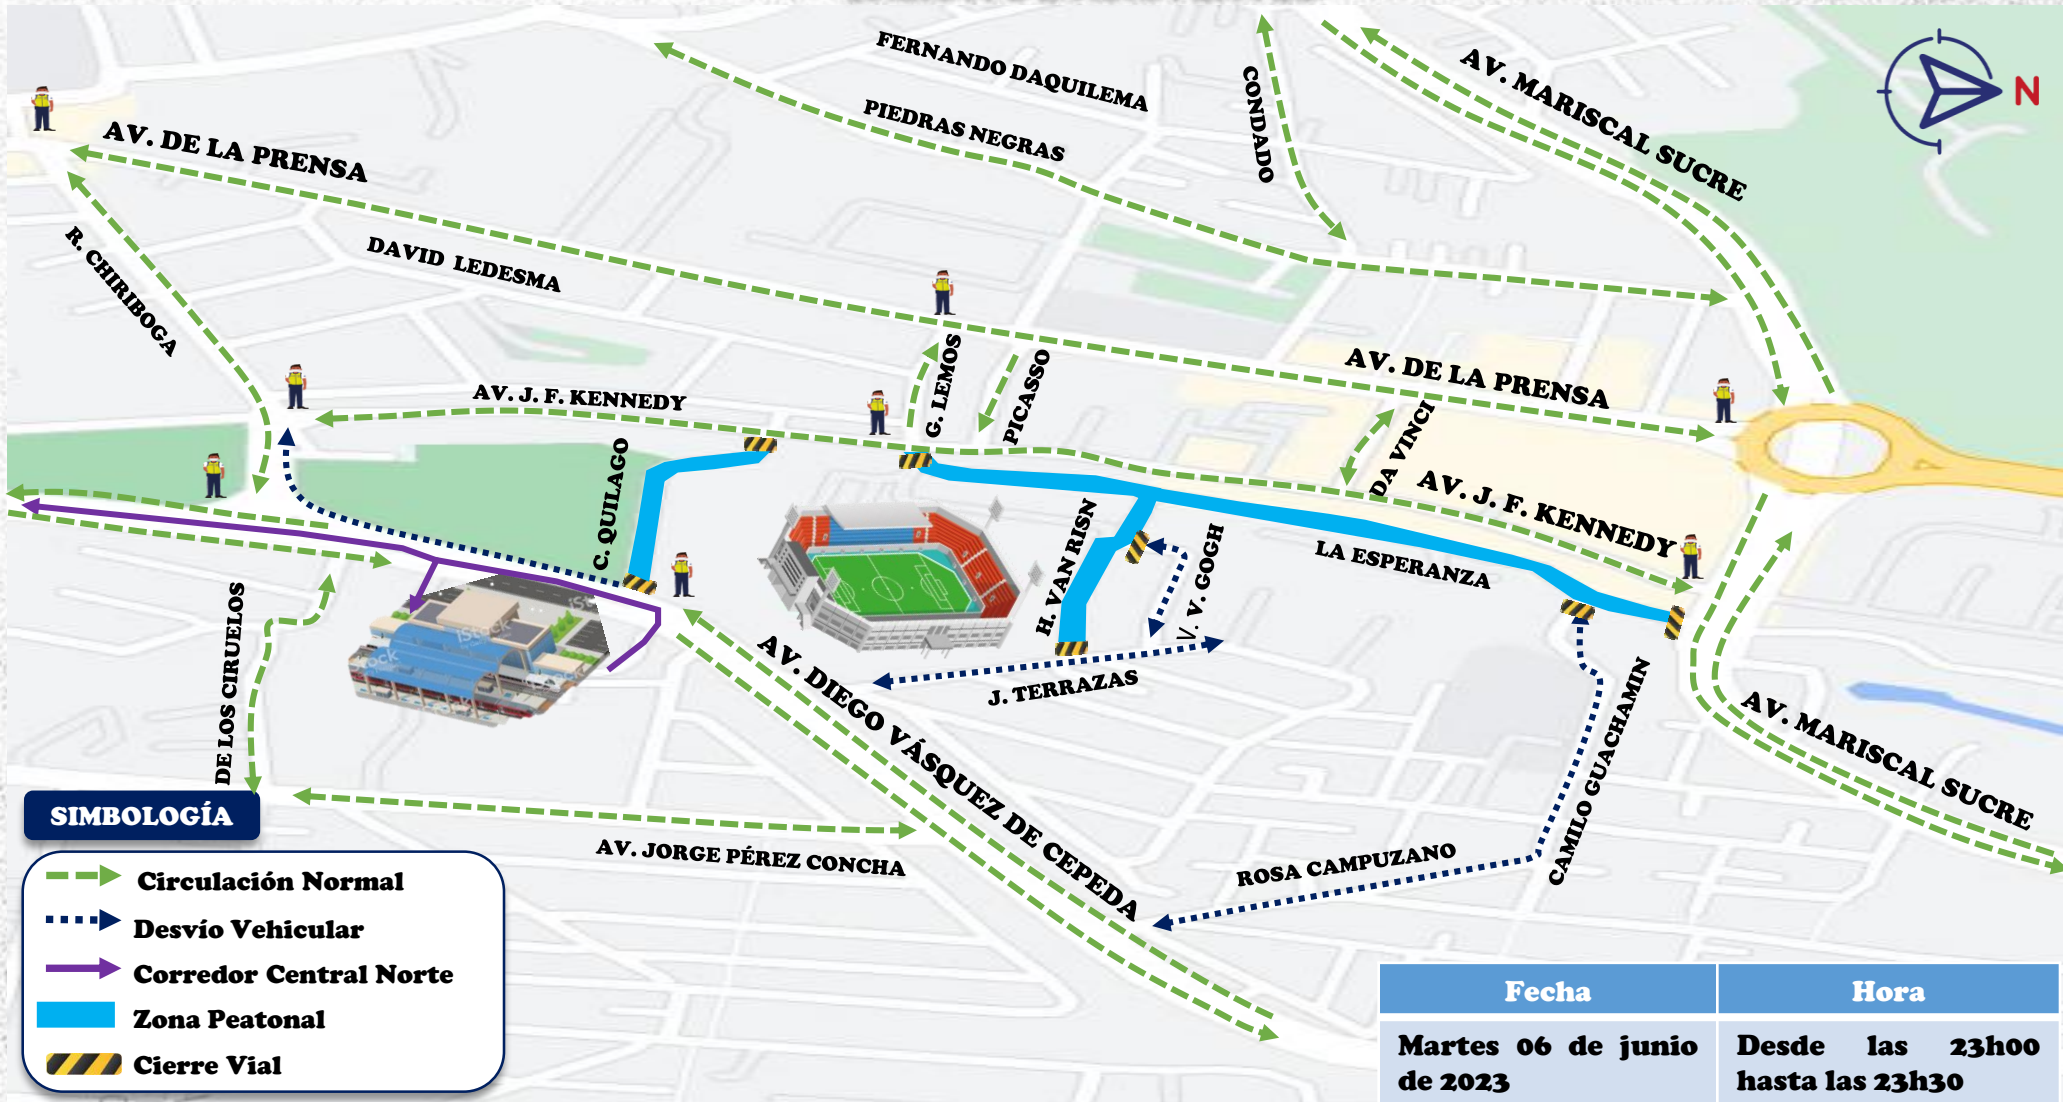 FERNANDO DAQUILEMA
PIEDRAS NEGRAS
CONDADO
AV. MARISCAL SUCRE
N
AV. DE LA PRENSA
R. CHIRIBOGA
DAVID LEDESMA
AV. J. F. KENNEDY
G. LEMOS
PICASSO
AV. DE LA PRENSA
DA VINCI
AV. J. F. KENNEDY
C. QUILAGO
H. VAN RISN
V. V. GOGH
LA ESPERANZA
DE LOS CIRUELOS
iStock
J. TERRAZAS
AV. DIEGO VÁSQUEZ DE CEPEDA
CAMILO GUACHAMIN
AV. MARISCAL SUCRE
AV. JORGE PÉREZ CONCHA
ROSA CAMPUZANO
SIMBOLOGÍA
Circulación Normal
Desvío Vehicular
Corredor Central Norte
Zona Peatonal
Cierre Vial
Fecha
Hora
Martes 06 de junio
de 2023
Desde las 23h00
hasta las 23h30